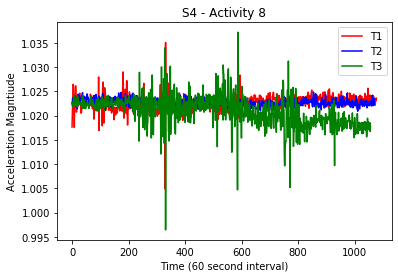 S4 - Activity 8
Acceleration Magntiude
1.035
1.030
1.025
1.020
1.015
1.010
1.005
1.000
0.995
T1
T2
T3
0 200 400 600 800 1000
Time (60 second interval)